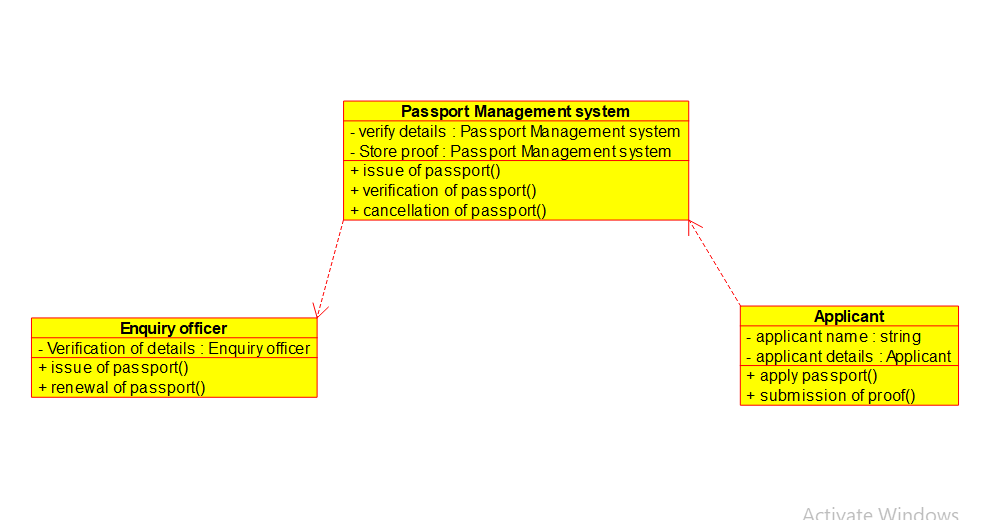 Passport Management system
- verify details : Passport Management system
- Store proof : Passport Management system
+ issue of passport()
+ verification of passport()
+ cancellation of passport()
Enquiry officer
- Verification of details : Enquiry officer
+ issue of passport()
+ renewal of passport()
Applicant
- applicant name : string
- applicant details : Applicant
+ apply passport()
+ submission of proof()
Activate Windows